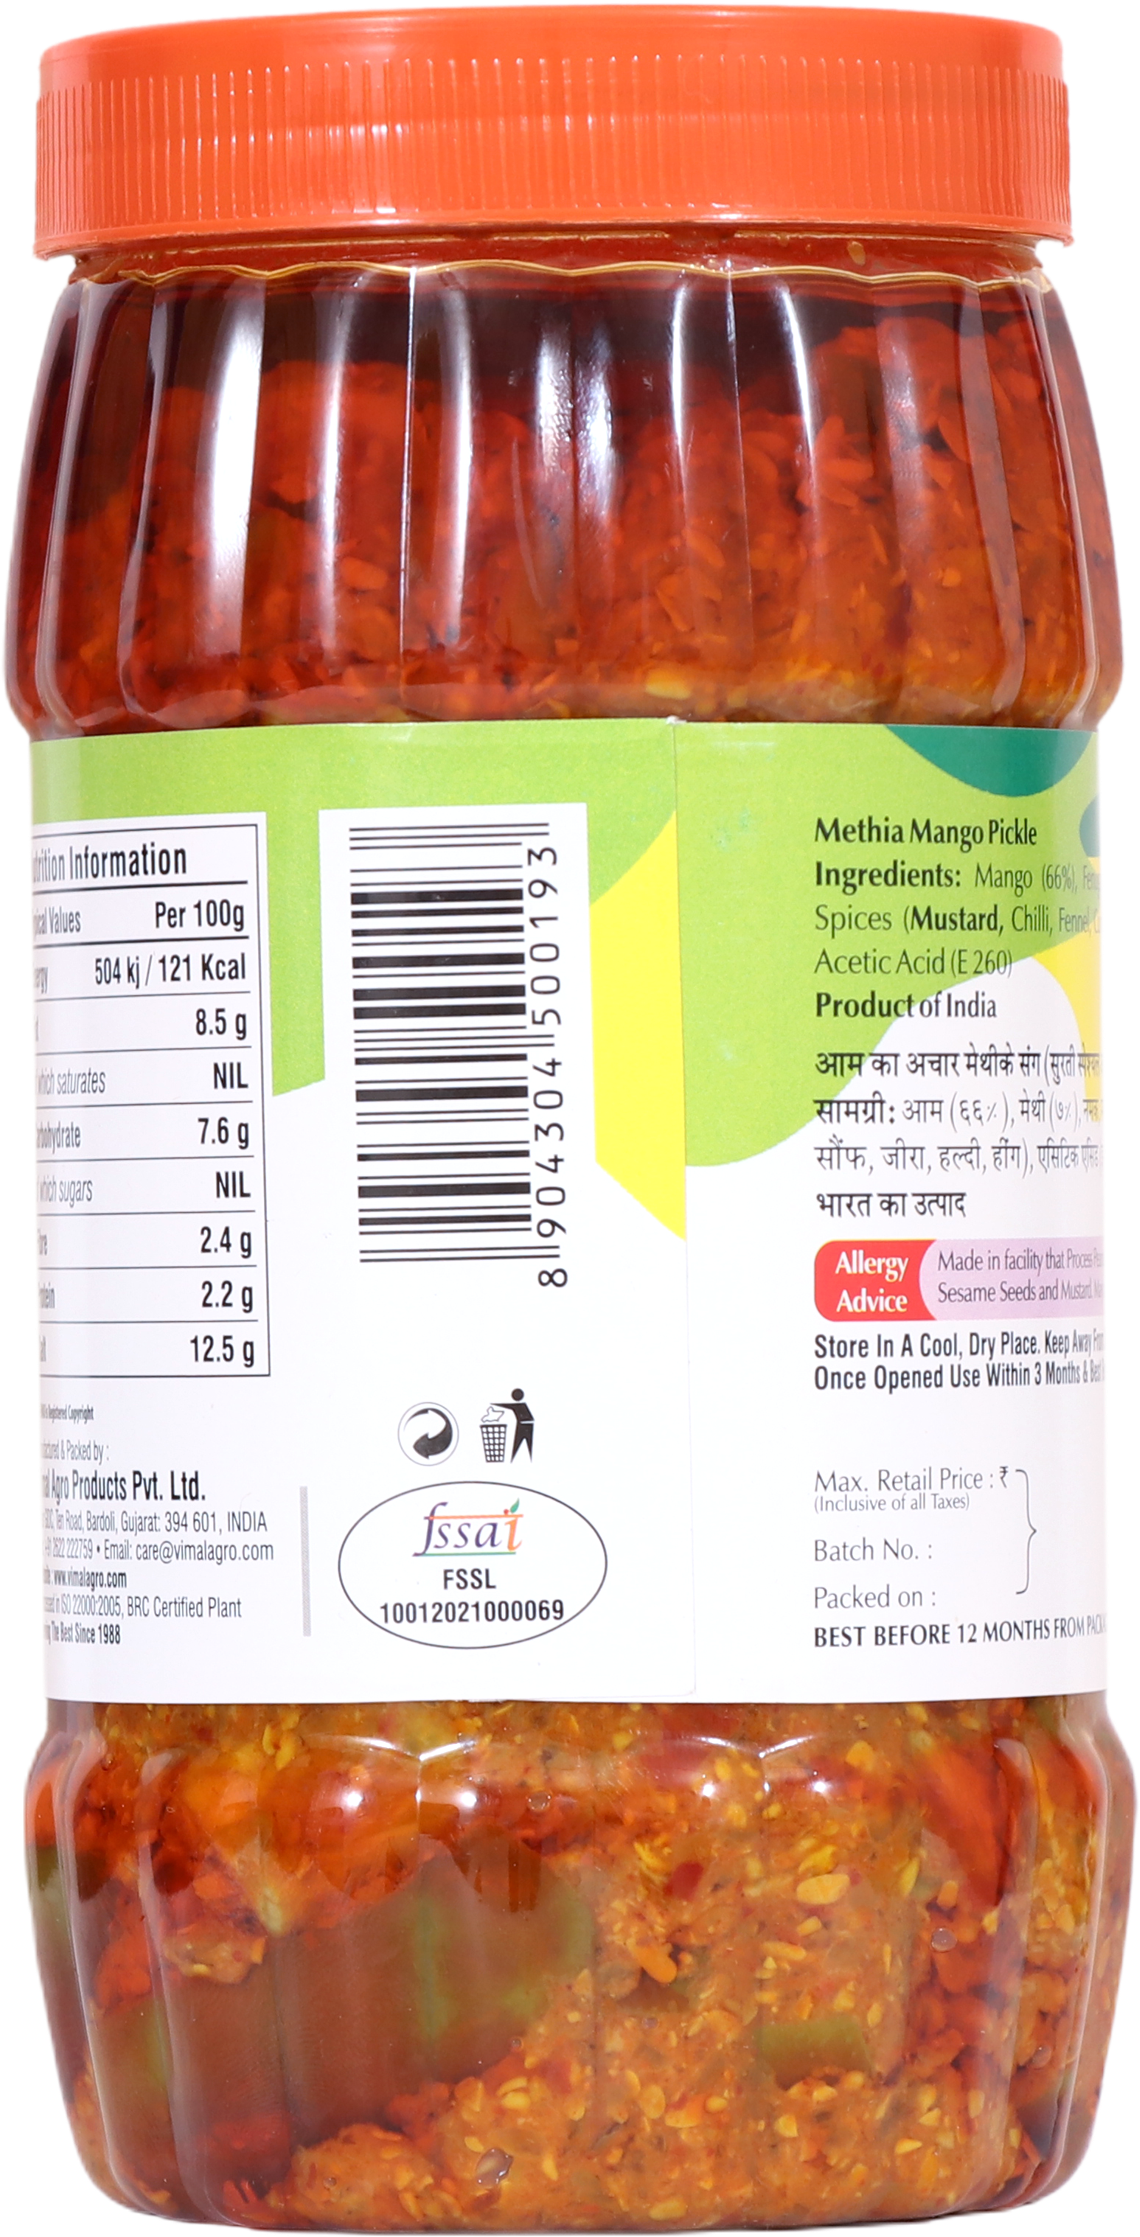 Information
Values Per 100g
504 kj / 121 Kcal
8.5 g
which saturates NIL
7.6 g
which sugars NIL
2.4 g
2.2 g
12.5 g
Registered Copyright
& Packed by :
Agro Products Pvt. Ltd.
Road, Bardoli, Gujarat: 394 601, INDIA
2622 222759 • Email: care@vimalagro.com
www.vimalagro.com
ISO 22000:2005, BRC Certified Plant
The Best Since 1988
8 904304 500193
fssai
FSSL
10012021000069
Methia Mango Pickle
Ingredients: Mango (66%),
Spices (Mustard, Chilli, Fennel,
Acetic Acid (E 260)
Product of India
आम का अचार मेथीके संग (सुरती
सामग्री: आम (६६%), मेथी (७%),
सौंफ, जीरा, हल्दी, हींग), एसिटिक
भारत का उत्पाद
Allergy
Advice
Made in facility that Process
Sesame Seeds and Mustard.
Store In A Cool, Dry Place. Keep Away
Once Opened Use Within 3 Months &
Max. Retail Price : ₹
(Inclusive of all Taxes)
Batch No. :
Packed on :
BEST BEFORE 12 MONTHS FROM